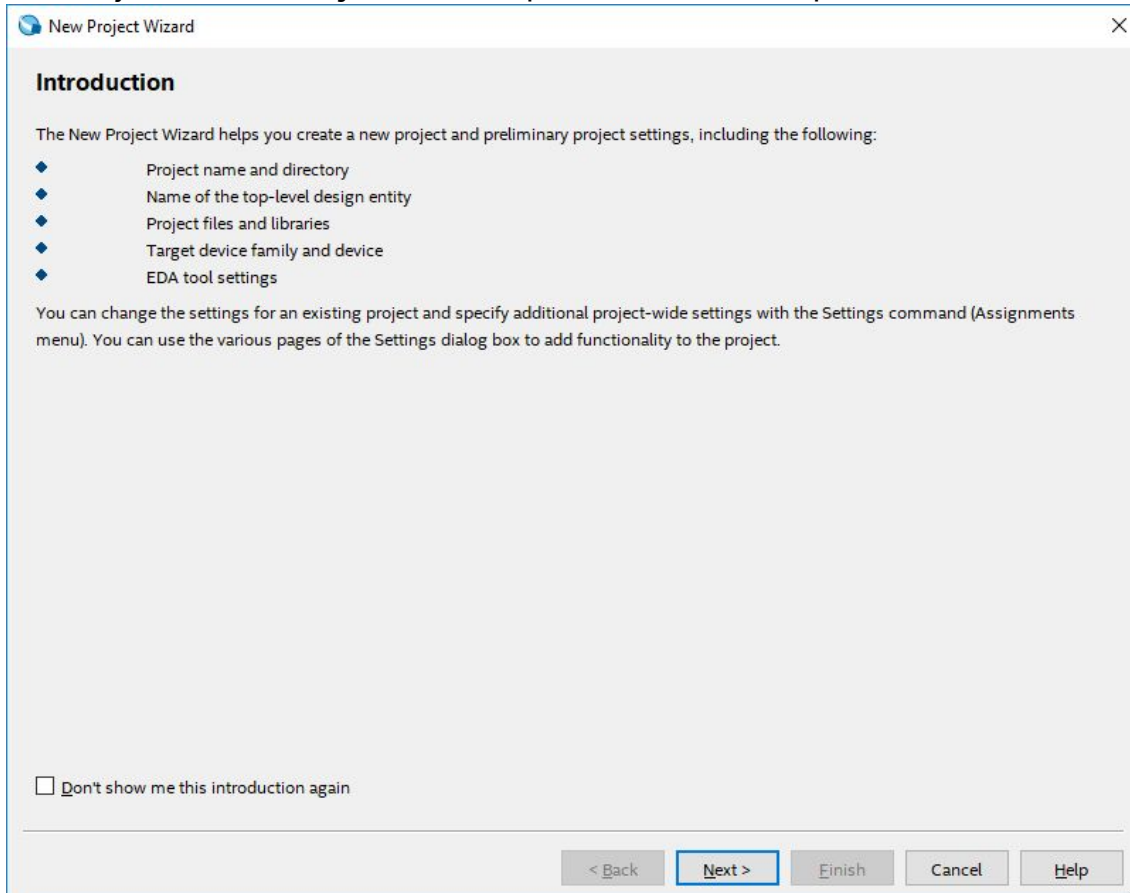 New Project Wizard
Introduction
The New Project Wizard helps you create a new project and preliminary project settings, including the following:
Project name and directory
Name of the top-level design entity
Project files and libraries
Target device family and device
EDA tool settings
You can change the settings for an existing project and specify additional project-wide settings with the Settings command (Assignments
menu). You can use the various pages of the Settings dialog box to add functionality to the project.
Don't show me this introduction again
< Back Next > Finish Cancel Help